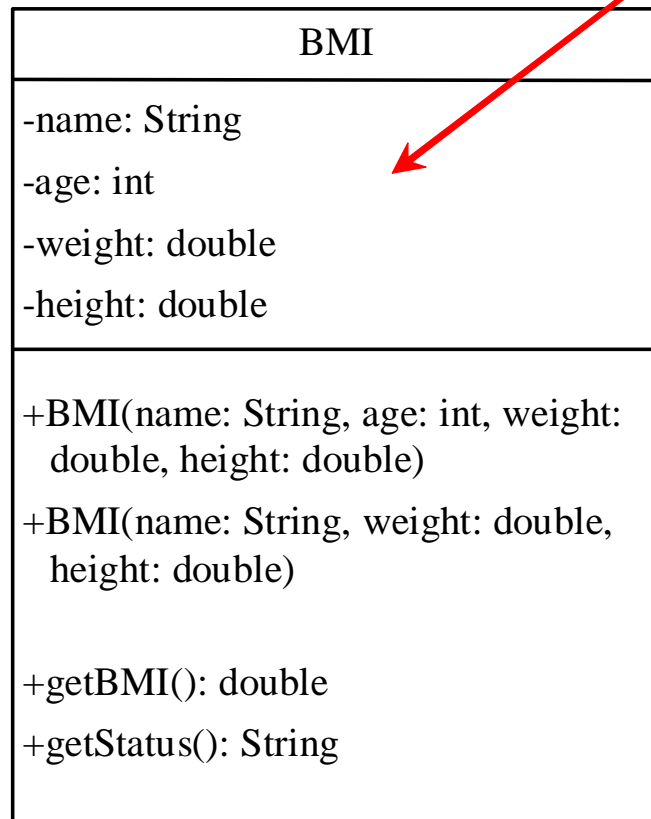 BMI
-name: String
-age: int
-weight: double
-height: double
+BMI(name: String, age: int, weight:
double, height: double)
+BMI(name: String, weight: double,
height: double)
+getBMI(): double
+getStatus(): String